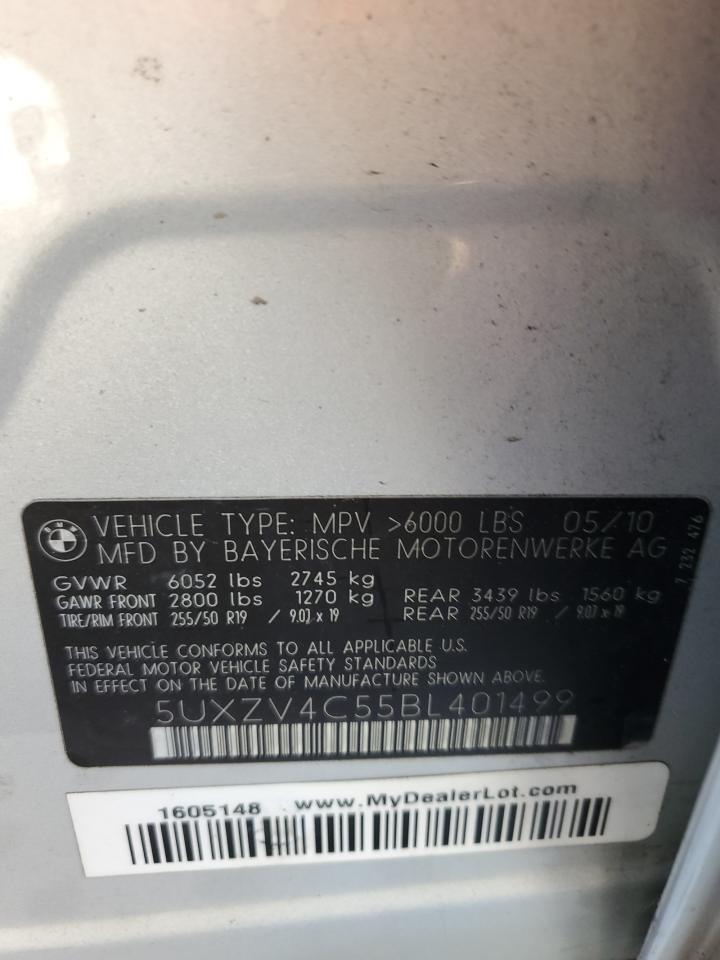 VEHICLE TYPE: MPV >6000 LBS 05/10
MFD BY BAYERISCHE MOTORENWERKE AG
GVWR 6052 lbs 2745 kg
GAWR FRONT 2800 lbs 1270 kg REAR 3439 lbs 1560 kg
TIRE/RIM FRONT 255/50 R19 / 9.0J x 19 REAR 255/50 R19 / 9.0J x 19
THIS VEHICLE CONFORMS TO ALL APPLICABLE U.S.
FEDERAL MOTOR VEHICLE SAFETY STANDARDS
IN EFFECT ON THE DATE OF MANUFACTURE SHOWN ABOVE.
5UXZV4C55BL401499
7 232 476
1605148 www.MyDealerLot.com